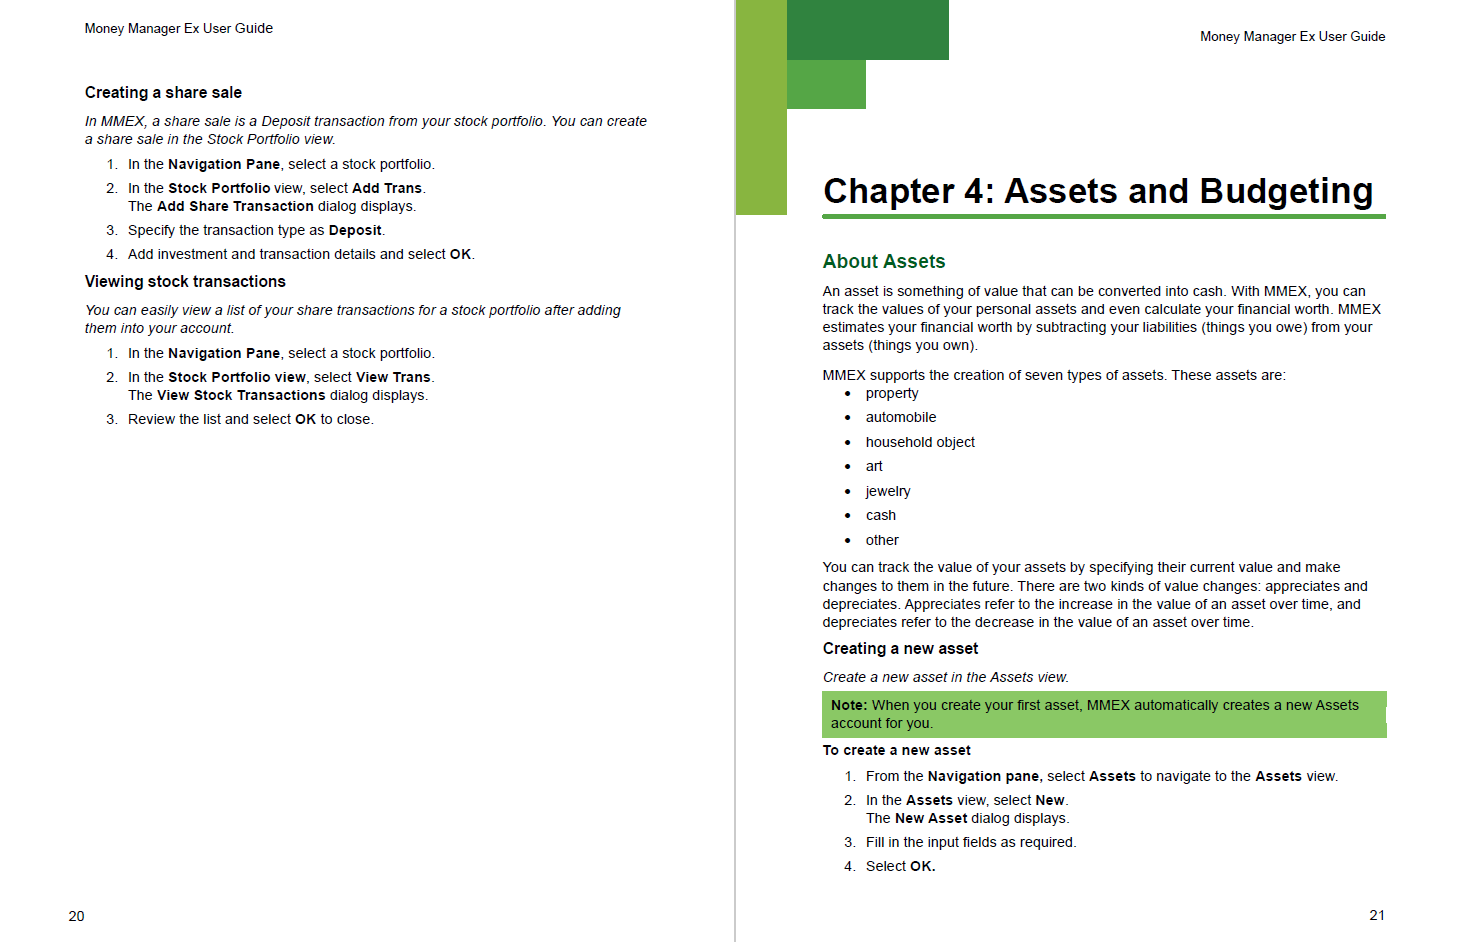 Money Manager Ex User Guide
Creating a share sale
In MMEX, a share sale is a Deposit transaction from your stock portfolio. You can create
a share sale in the Stock Portfolio view.
1. In the Navigation Pane, select a stock portfolio.
2. In the Stock Portfolio view, select Add Trans.
The Add Share Transaction dialog displays.
3. Specify the transaction type as Deposit.
4. Add investment and transaction details and select OK.
Viewing stock transactions
You can easily view a list of your share transactions for a stock portfolio after adding
them into your account.
1. In the Navigation Pane, select a stock portfolio.
2. In the Stock Portfolio view, select View Trans.
The View Stock Transactions dialog displays.
3. Review the list and select OK to close.
20
Money Manager Ex User Guide
Chapter 4: Assets and Budgeting
About Assets
An asset is something of value that can be converted into cash. With MMEX, you can
track the values of your personal assets and even calculate your financial worth. MMEX
estimates your financial worth by subtracting your liabilities (things you owe) from your
assets (things you own).
MMEX supports the creation of seven types of assets. These assets are:
• property
• automobile
• household object
• art
• jewelry
• cash
• other
You can track the value of your assets by specifying their current value and make
changes to them in the future. There are two kinds of value changes: appreciates and
depreciates. Appreciates refer to the increase in the value of an asset over time, and
depreciates refer to the decrease in the value of an asset over time.
Creating a new asset
Create a new asset in the Assets view.
Note: When you create your first asset, MMEX automatically creates a new Assets
account for you.
To create a new asset
1. From the Navigation pane, select Assets to navigate to the Assets view.
2. In the Assets view, select New.
The New Asset dialog displays.
3. Fill in the input fields as required.
4. Select OK.
21